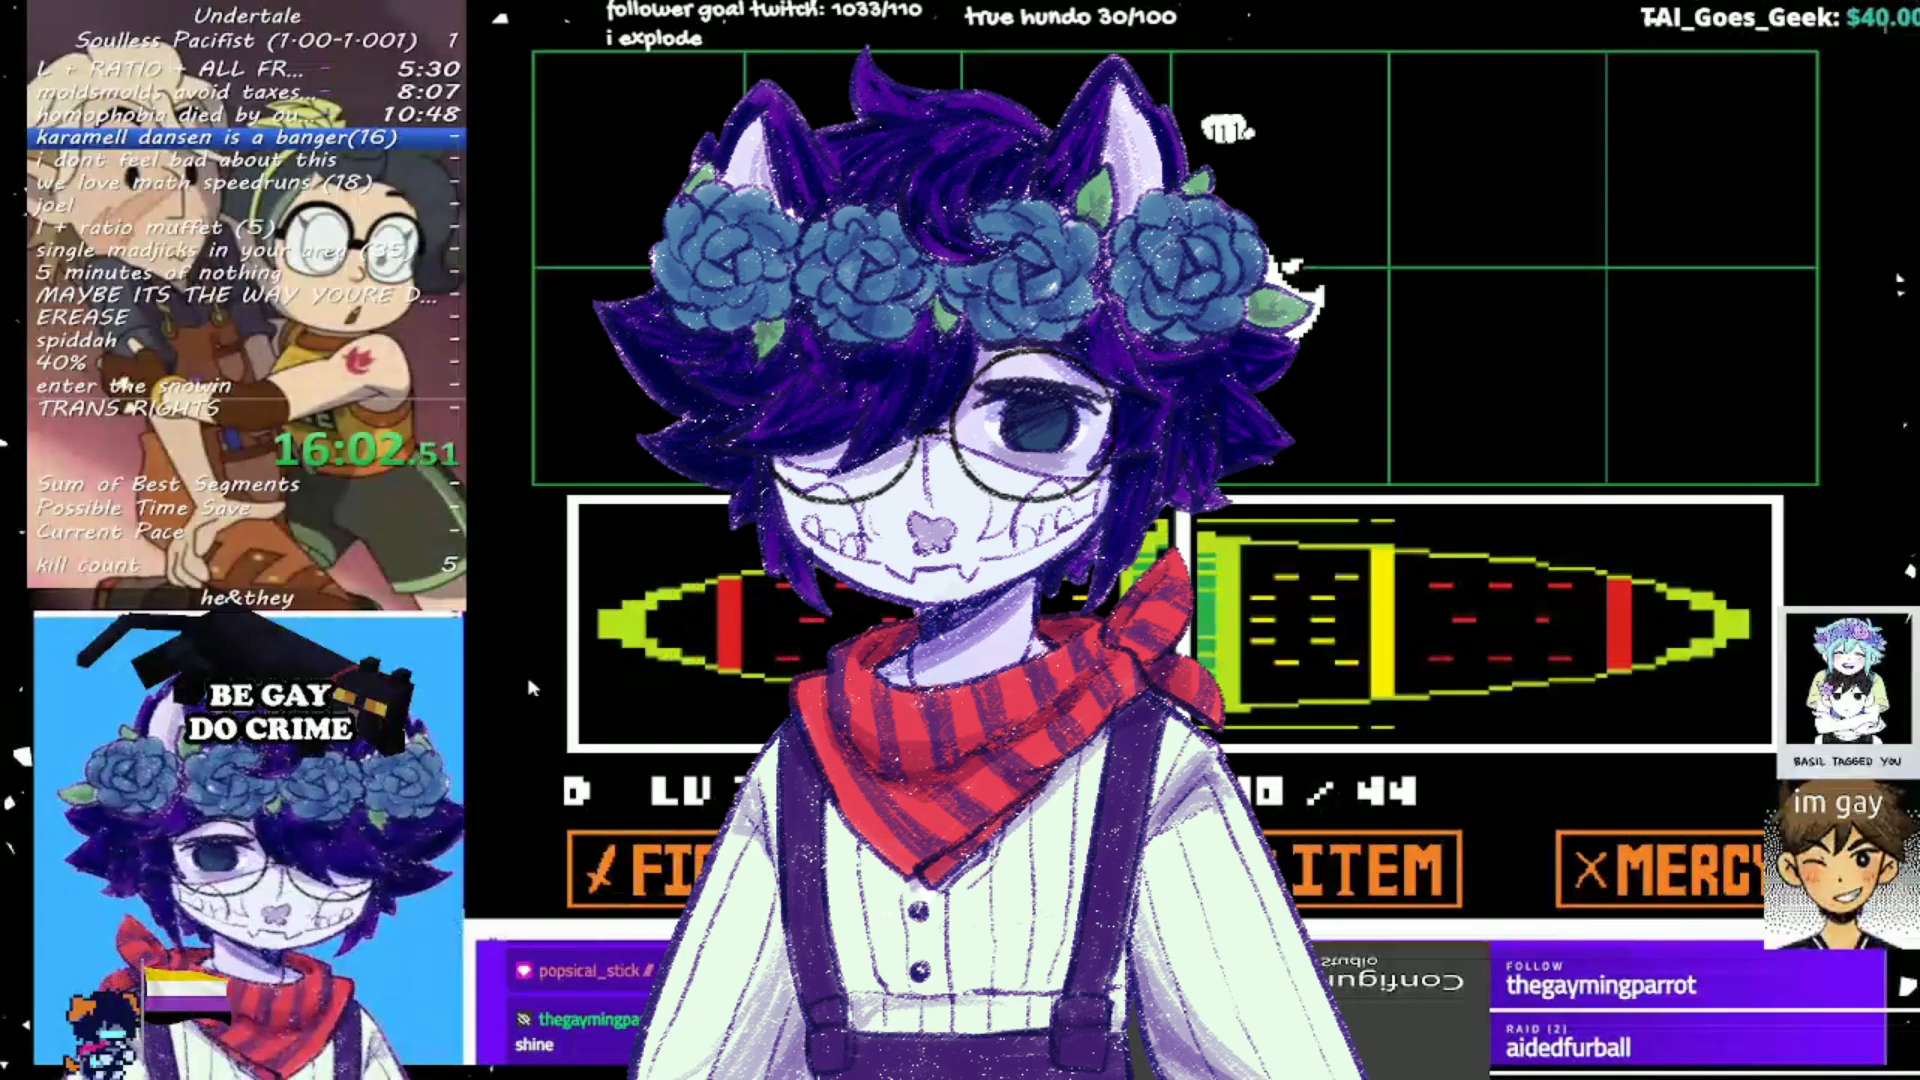 Undertale
Soulless Pacifist (1.00-1.001) 1
L + RATIO + ALL FR... - 5:30
moldsmolds avoid taxes... - 8:07
homophobia died by ou... - 10:48
karamell dansen is a banger(16) -
i dont feel bad about this -
we love math speedruns (18) -
joel -
l + ratio muffet (5) -
single madjicks in your area (35) -
5 minutes of nothing -
MAYBE ITS THE WAY YOURE D... -
EREASE -
spiddah -
40% -
enter the snowin -
TRANS RIGHTS -
16:02.51
Sum of Best Segments -
Possible Time Save -
Current Pace -
kill count 5
he&they
BE GAY
DO CRIME
follower goal twitch: 1033/110
i explode
true hundo 30/100
TAI_Goes_Geek: $40.00
LV
/ 44
FI
ITEM
MERCY
BASIL TAGGED YOU
im gay
popsical_stick
thegaymingpa
shine
studio
Configu
FOLLOW
thegaymingparrot
RAID (2)
aidedfurball